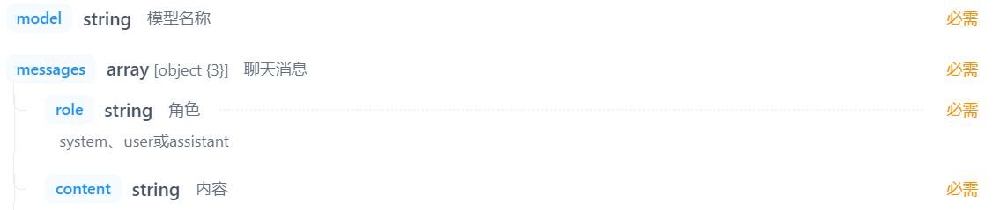 model string 模型名称 必需
messages array [object {3}] 聊天消息 必需
role string 角色 必需
system、user或assistant
content string 内容 必需